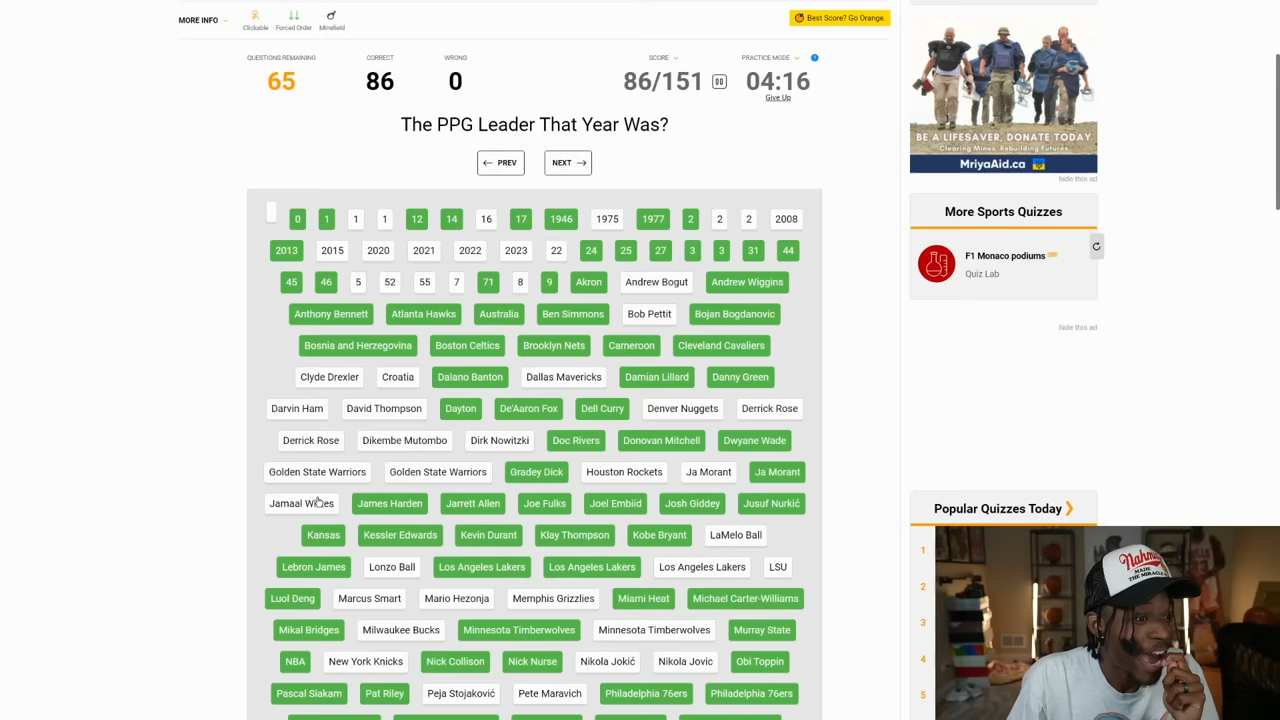 MORE INFO
Clickable
Forced Order
Minefield
Best Score? Go Orange.
QUESTIONS REMAINING
65
CORRECT
86
WRONG
0
SCORE
86/151
PRACTICE MODE
?
04:16
Give Up
The PPG Leader That Year Was?
← PREV
NEXT →
0 1 1 1 12 14 16 17 1946 1975 1977 2 2 2 2008
2013 2015 2020 2021 2022 2023 22 24 25 27 3 3 31 44
45 46 5 52 55 7 71 8 9 Akron Andrew Bogut Andrew Wiggins
Anthony Bennett Atlanta Hawks Australia Ben Simmons Bob Pettit Bojan Bogdanovic
Bosnia and Herzegovina Boston Celtics Brooklyn Nets Cameroon Cleveland Cavaliers
Clyde Drexler Croatia Dalano Banton Dallas Mavericks Damian Lillard Danny Green
Darvin Ham David Thompson Dayton De'Aaron Fox Dell Curry Denver Nuggets Derrick Rose
Derrick Rose Dikembe Mutombo Dirk Nowitzki Doc Rivers Donovan Mitchell Dwyane Wade
Golden State Warriors Golden State Warriors Gradey Dick Houston Rockets Ja Morant Ja Morant
Jamaal Wilkes James Harden Jarrett Allen Joe Fulks Joel Embiid Josh Giddey Jusuf Nurkić
Kansas Kessler Edwards Kevin Durant Klay Thompson Kobe Bryant LaMelo Ball
Lebron James Lonzo Ball Los Angeles Lakers Los Angeles Lakers Los Angeles Lakers LSU
Luol Deng Marcus Smart Mario Hezonja Memphis Grizzlies Miami Heat Michael Carter-Williams
Mikal Bridges Milwaukee Bucks Minnesota Timberwolves Minnesota Timberwolves Murray State
NBA New York Knicks Nick Collison Nick Nurse Nikola Jokić Nikola Jovic Obi Toppin
Pascal Siakam Pat Riley Peja Stojaković Pete Maravich Philadelphia 76ers Philadelphia 76ers
BE A LIFESAVER, DONATE TODAY
Clearing Mines. Rebuilding Futures.
MriyaAid.ca
hide this ad
More Sports Quizzes
F1 Monaco podiums
Quiz Lab
hide this ad
Popular Quizzes Today ❯
1
2
3
4
5
MADE THE MIRACLE